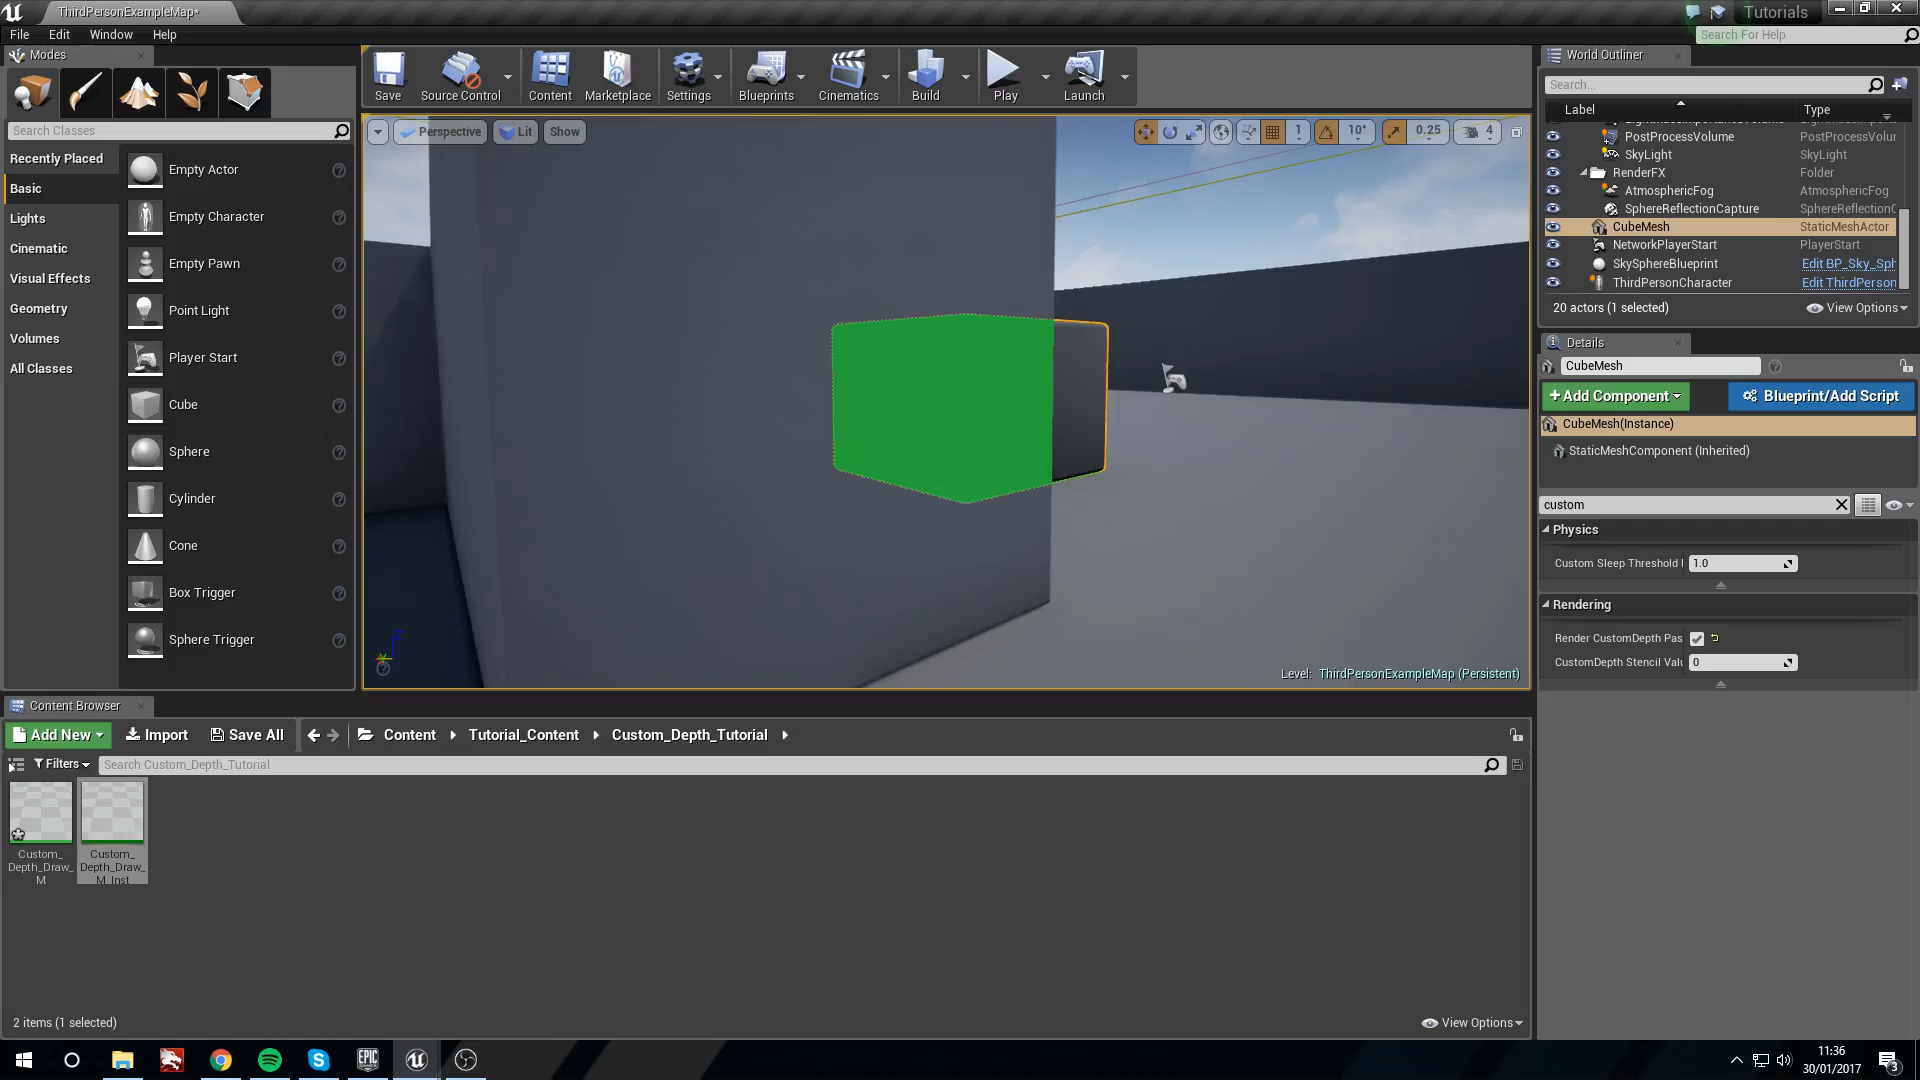 ThirdPersonExampleMap*
Tutorials
File Edit Window Help
Search For Help
Modes
Search Classes
Recently Placed
Basic
Lights
Cinematic
Visual Effects
Geometry
Volumes
All Classes
Empty Actor
Empty Character
Empty Pawn
Point Light
Player Start
Cube
Sphere
Cylinder
Cone
Box Trigger
Sphere Trigger
Save
Source Control
Content
Marketplace
Settings
Blueprints
Cinematics
Build
Play
Launch
Perspective Lit Show
1 10° 0.25 4
Level: ThirdPersonExampleMap (Persistent)
World Outliner
Search...
Label Type
PostProcessVolume PostProcessVolur
SkyLight SkyLight
RenderFX Folder
AtmosphericFog AtmosphericFog
SphereReflectionCapture SphereReflectionC
CubeMesh StaticMeshActor
NetworkPlayerStart PlayerStart
SkySphereBlueprint Edit BP_Sky_Sph
ThirdPersonCharacter Edit ThirdPerson
20 actors (1 selected) View Options
Details
CubeMesh
+Add Component Blueprint/Add Script
CubeMesh(Instance)
StaticMeshComponent (Inherited)
custom
Physics
Custom Sleep Threshold 1.0
Rendering
Render CustomDepth Pas
CustomDepth Stencil Valu 0
Content Browser
Add New Import Save All Content Tutorial_Content Custom_Depth_Tutorial
Filters Search Custom_Depth_Tutorial
Custom_
Depth_Draw_
M
Custom_
Depth_Draw_
M_Inst
2 items (1 selected) View Options
EPIC
GAMES
11:36
30/01/2017
3